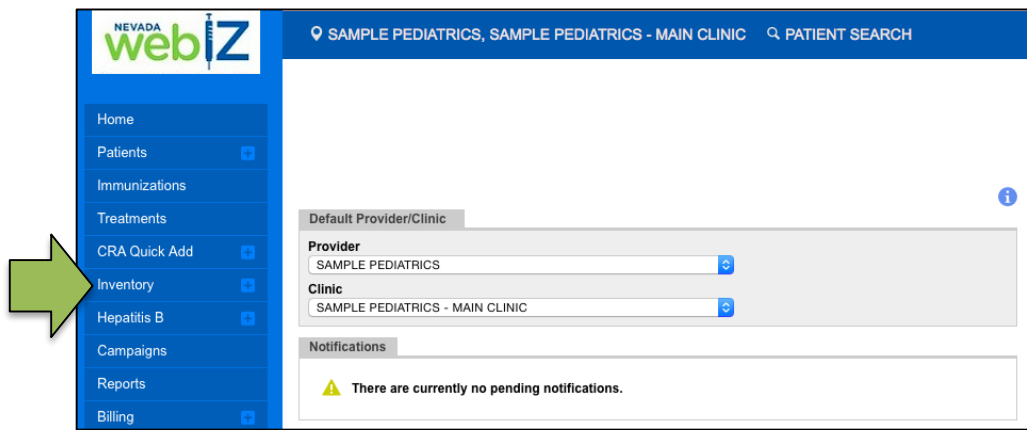 NEVADA
webIZ
SAMPLE PEDIATRICS, SAMPLE PEDIATRICS - MAIN CLINIC PATIENT SEARCH
Home
Patients
Immunizations
Treatments
CRA Quick Add
Inventory
Hepatitis B
Campaigns
Reports
Billing
i
Default Provider/Clinic
Provider
SAMPLE PEDIATRICS
Clinic
SAMPLE PEDIATRICS - MAIN CLINIC
Notifications
There are currently no pending notifications.